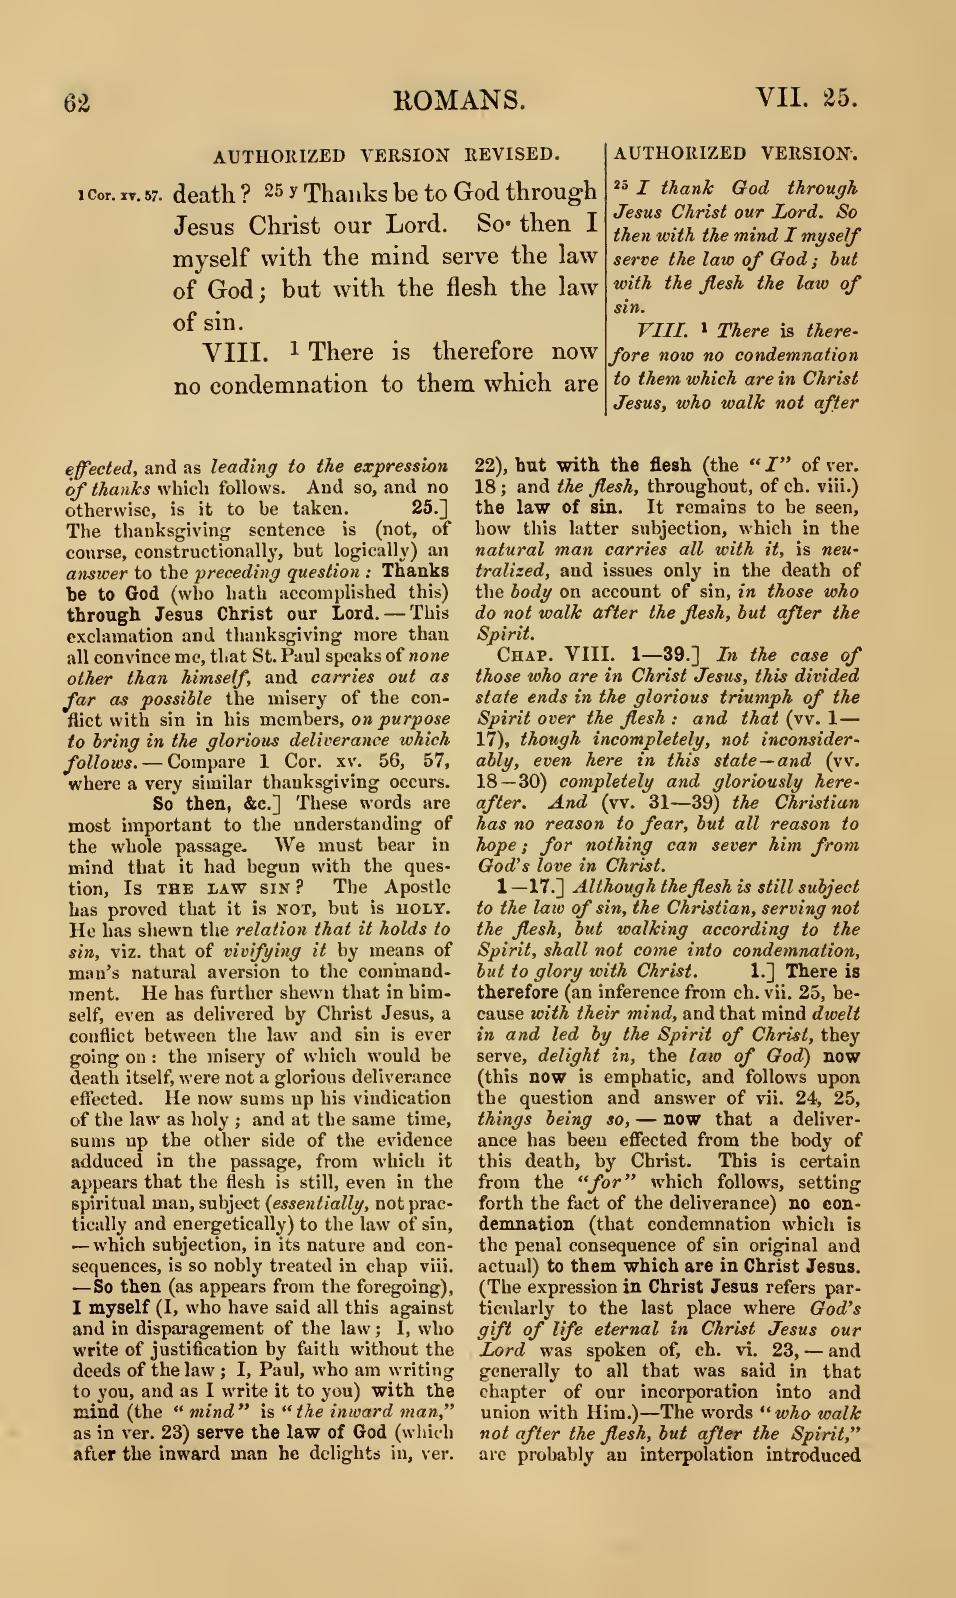 62 ROMANS. VII. 25.
AUTHORIZED VERSION REVISED.
1 Cor. xv. 57. death ? 25 y Thanks be to God through
Jesus Christ our Lord. So then I
myself with the mind serve the law
of God; but with the flesh the law
of sin.
VIII. 1 There is therefore now
no condemnation to them which are
AUTHORIZED VERSION.
25 I thank God through
Jesus Christ our Lord. So
then with the mind I myself
serve the law of God; but
with the flesh the law of
sin.
VIII. 1 There is there-
fore now no condemnation
to them which are in Christ
Jesus, who walk not after
effected, and as leading to the expression
of thanks which follows. And so, and no
otherwise, is it to be taken. 25.]
The thanksgiving sentence is (not, of
course, constructionally, but logically) an
answer to the preceding question : Thanks
be to God (who hath accomplished this)
through Jesus Christ our Lord. — This
exclamation and thanksgiving more than
all convince me, that St. Paul speaks of none
other than himself, and carries out as
far as possible the misery of the con-
flict with sin in his members, on purpose
to bring in the glorious deliverance which
follows. — Compare 1 Cor. xv. 56, 57,
where a very similar thanksgiving occurs.
So then, &c.] These words are
most important to the understanding of
the whole passage. We must bear in
mind that it had begun with the ques-
tion, IS THE LAW SIN? The Apostle
has proved that it is NOT, but is HOLY.
He has shewn the relation that it holds to
sin, viz. that of vivifying it by means of
man's natural aversion to the command-
ment. He has further shewn that in him-
self, even as delivered by Christ Jesus, a
conflict between the law and sin is ever
going on : the misery of which would be
death itself, were not a glorious deliverance
effected. He now sums up his vindication
of the law as holy ; and at the same time,
sums up the other side of the evidence
adduced in the passage, from which it
appears that the flesh is still, even in the
spiritual man, subject (essentially, not prac-
tically and energetically) to the law of sin,
— which subjection, in its nature and con-
sequences, is so nobly treated in chap viii.
—So then (as appears from the foregoing),
I myself (I, who have said all this against
and in disparagement of the law; I, who
write of justification by faith without the
deeds of the law ; I, Paul, who am writing
to you, and as I write it to you) with the
mind (the "mind" is "the inward man,"
as in ver. 23) serve the law of God (which
after the inward man he delights in, ver.
22), but with the flesh (the "I" of ver.
18 ; and the flesh, throughout, of ch. viii.)
the law of sin. It remains to be seen,
how this latter subjection, which in the
natural man carries all with it, is neu-
tralized, and issues only in the death of
the body on account of sin, in those who
do not walk after the flesh, but after the
Spirit.
CHAP. VIII. 1—39.] In the case of
those who are in Christ Jesus, this divided
state ends in the glorious triumph of the
Spirit over the flesh : and that (vv. 1—
17), though incompletely, not inconsider-
ably, even here in this state—and (vv.
18—30) completely and gloriously here-
after. And (vv. 31—39) the Christian
has no reason to fear, but all reason to
hope ; for nothing can sever him from
God's love in Christ.
1—17.] Although the flesh is still subject
to the law of sin, the Christian, serving not
the flesh, but walking according to the
Spirit, shall not come into condemnation,
but to glory with Christ. 1.] There is
therefore (an inference from ch. vii. 25, be-
cause with their mind, and that mind dwelt
in and led by the Spirit of Christ, they
serve, delight in, the law of God) now
(this now is emphatic, and follows upon
the question and answer of vii. 24, 25,
things being so, — now that a deliver-
ance has been effected from the body of
this death, by Christ. This is certain
from the "for" which follows, setting
forth the fact of the deliverance) no con-
demnation (that condemnation which is
the penal consequence of sin original and
actual) to them which are in Christ Jesus.
(The expression in Christ Jesus refers par-
ticularly to the last place where God's
gift of life eternal in Christ Jesus our
Lord was spoken of, ch. vi. 23, — and
generally to all that was said in that
chapter of our incorporation into and
union with Him.)—The words "who walk
not after the flesh, but after the Spirit,"
are probably an interpolation introduced